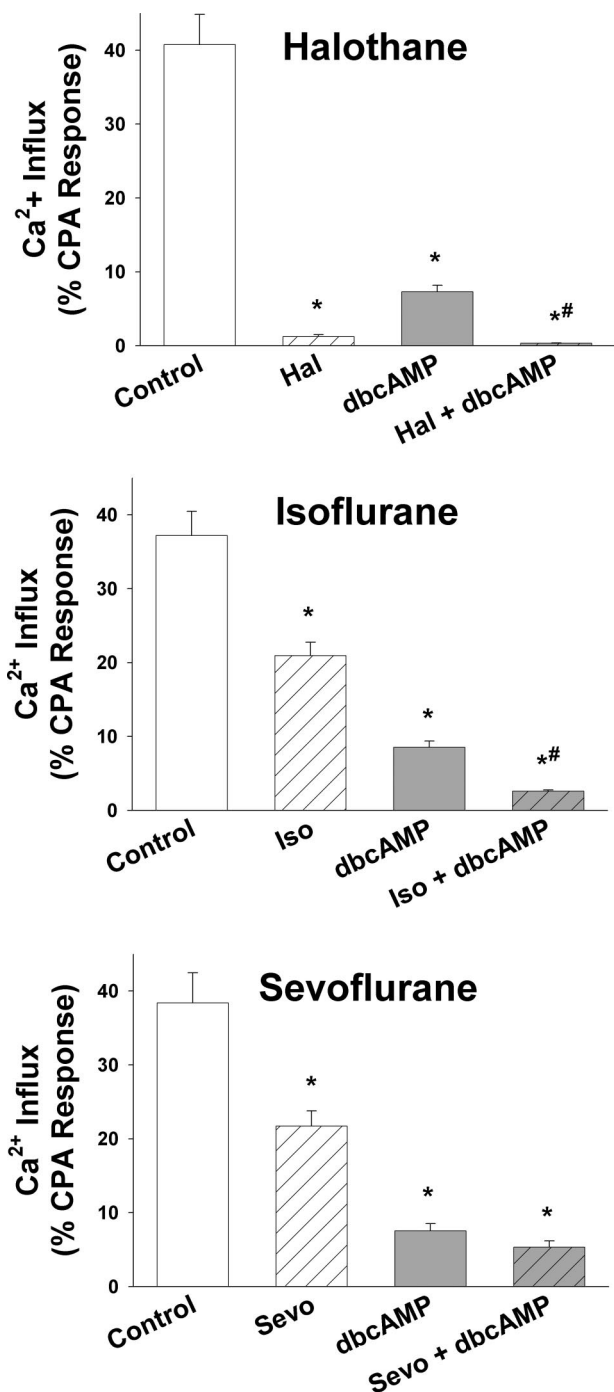 Halothane
Ca²+ Influx
(% CPA Response)
40
30
20
10
0
*
*
*#
Control
Hal
dbcAMP
Hal + dbcAMP
Isoflurane
Ca²⁺ Influx
(% CPA Response)
40
30
20
10
0
*
*
*#
Control
Iso
dbcAMP
Iso + dbcAMP
Sevoflurane
Ca²⁺ Influx
(% CPA Response)
40
30
20
10
0
*
*
*
Control
Sevo
dbcAMP
Sevo + dbcAMP